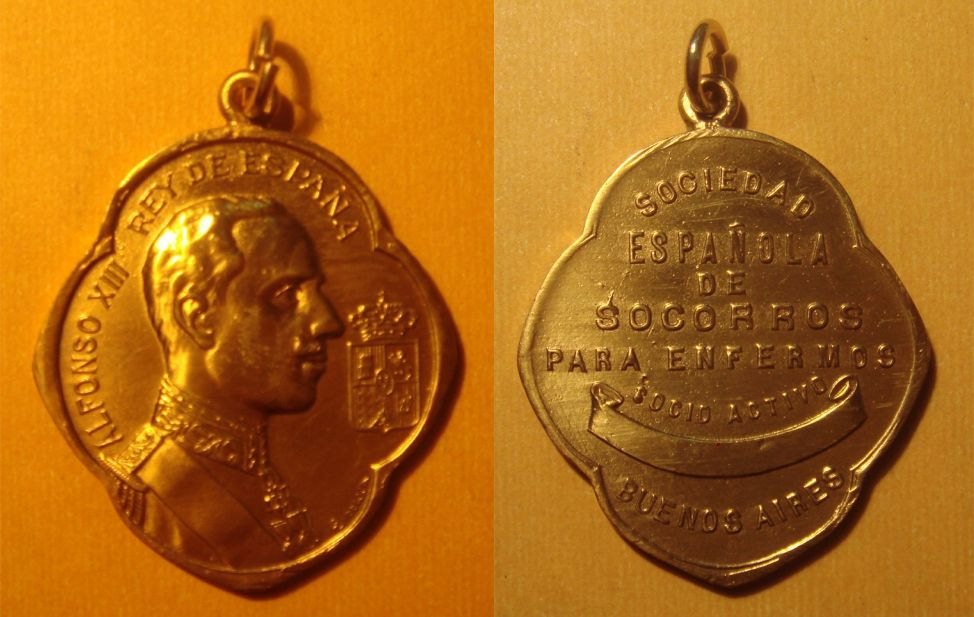 ALFONSO XIII REY DE ESPAÑA
SOCIEDAD
ESPAÑOLA
DE
SOCORROS
PARA ENFERMOS
SOCIO ACTIVO
BUENOS AIRES